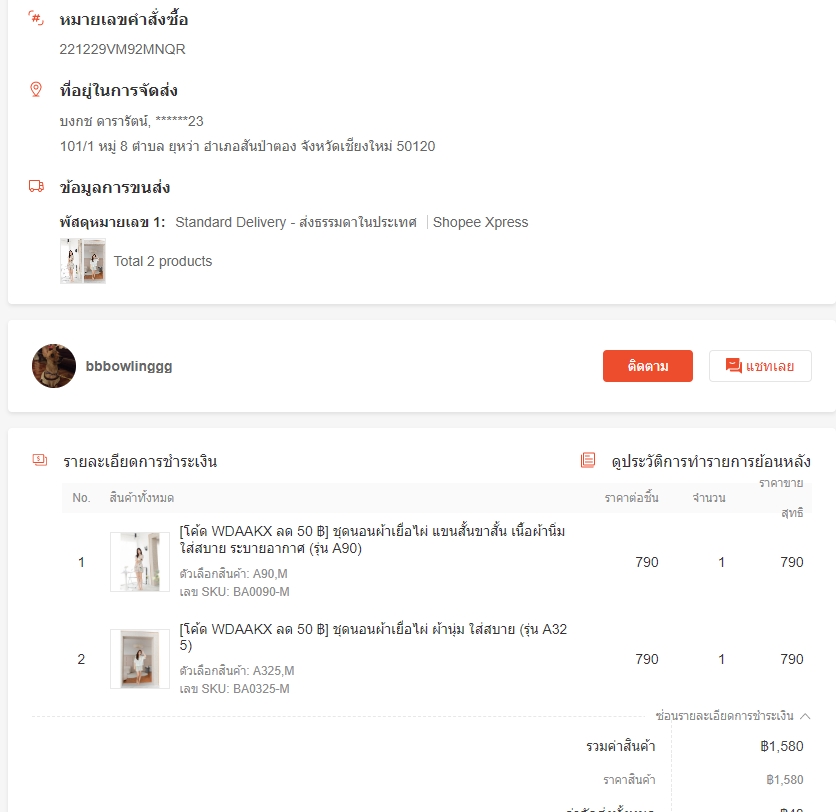 หมายเลขคำสั่งซื้อ
221229VM92MNQR
ที่อยู่ในการจัดส่ง
บงกช ดารารัตน์, ******23
101/1 หมู่ 8 ตำบล ยุหว่า อำเภอสันป่าตอง จังหวัดเชียงใหม่ 50120
ข้อมูลการขนส่ง
พัสดุหมายเลข 1: Standard Delivery - ส่งธรรมดาในประเทศ Shopee Xpress
Total 2 products
bbbowlinggg
ติดตาม
แชทเลย
รายละเอียดการชำระเงิน
ดูประวัติการทำรายการย้อนหลัง
No. สินค้าทั้งหมด ราคาต่อชิ้น จำนวน ราคาขาย
สุทธิ
[โค้ด WDAAKX ลด 50 ฿] ชุดนอนผ้าเยื่อไผ่ แขนสั้นขาสั้น เนื้อผ้านิ่ม
ใส่สบาย ระบายอากาศ (รุ่น A90)
1 790 1 790
ตัวเลือกสินค้า: A90,M
เลข SKU: BA0090-M
[โค้ด WDAAKX ลด 50 ฿] ชุดนอนผ้าเยื่อไผ่ ผ้านุ่ม ใส่สบาย (รุ่น A32
5)
2 790 1 790
ตัวเลือกสินค้า: A325,M
เลข SKU: BA0325-M
ซ่อนรายละเอียดการชำระเงิน
รวมค่าสินค้า ฿1,580
ราคาสินค้า ฿1,580